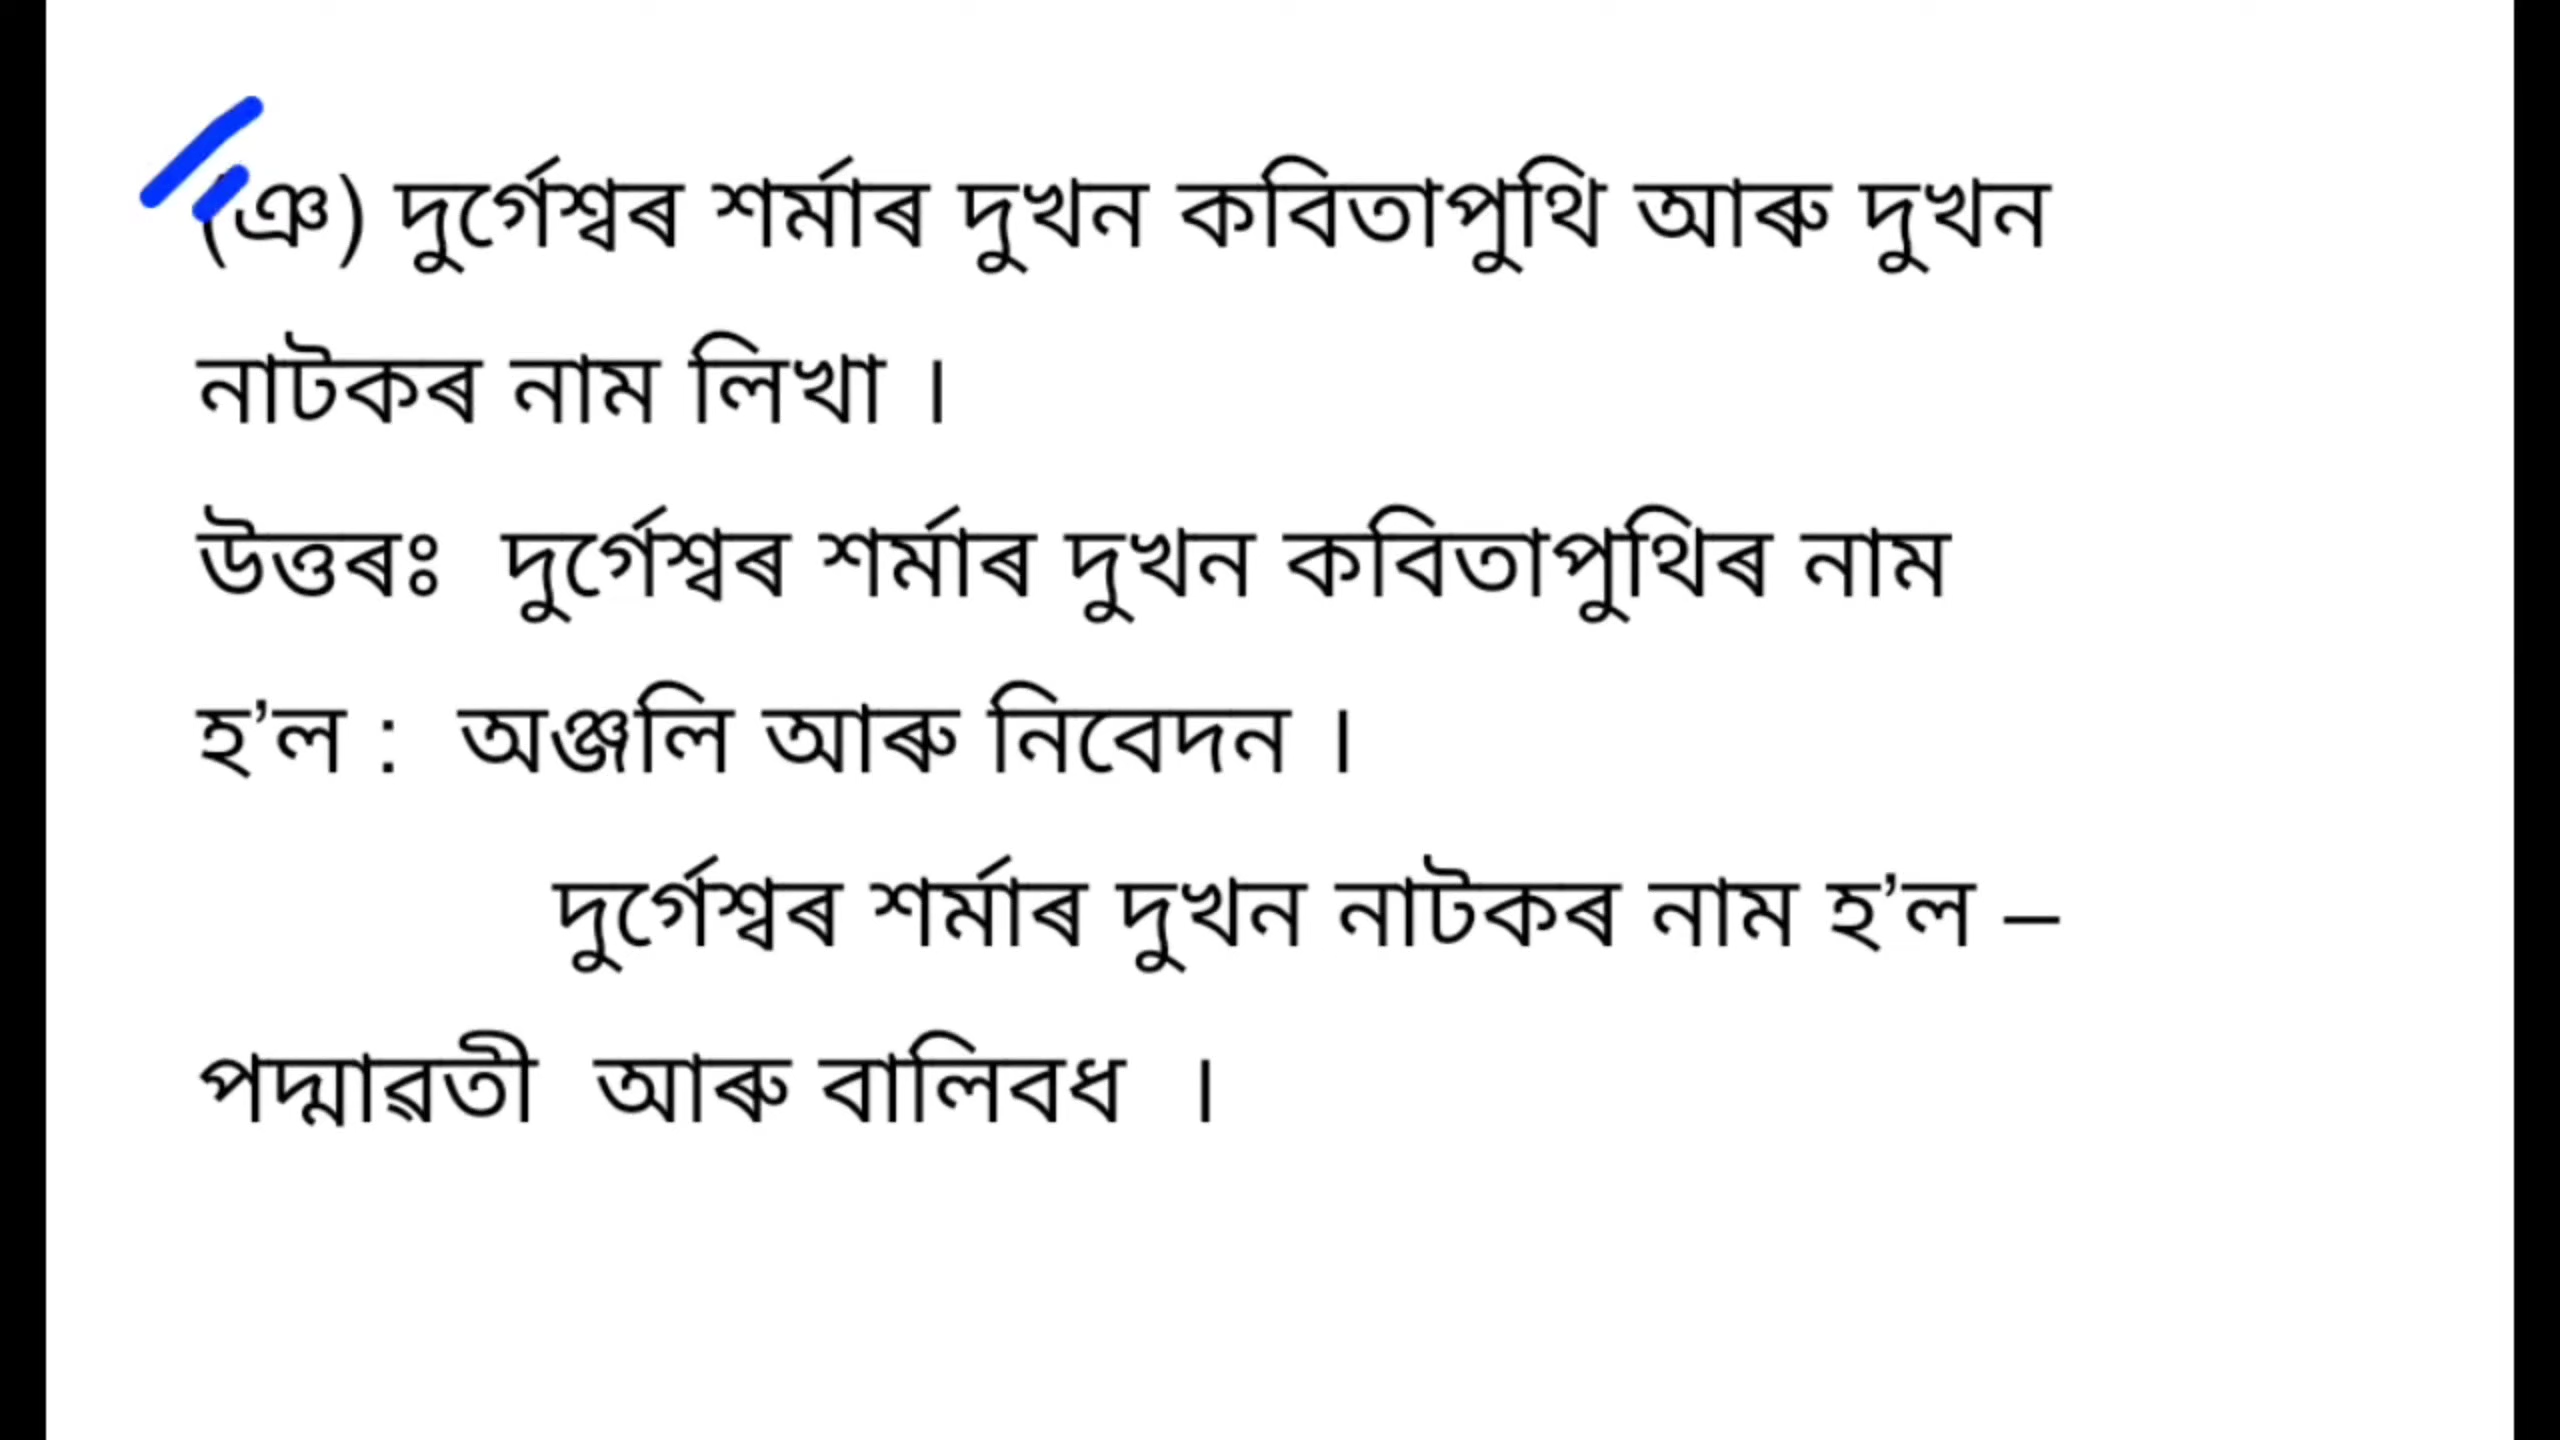 (ঞ) দুৰ্গেশ্বৰ শৰ্মাৰ দুখন কবিতাপুথি আৰু দুখন
নাটকৰ নাম লিখা ।
উত্তৰঃ দুৰ্গেশ্বৰ শৰ্মাৰ দুখন কবিতাপুথিৰ নাম
হ’ল : অঞ্জলি আৰু নিবেদন ।
দুৰ্গেশ্বৰ শৰ্মাৰ দুখন নাটকৰ নাম হ’ল –
পদ্মাৱতী আৰু বালিবধ ।